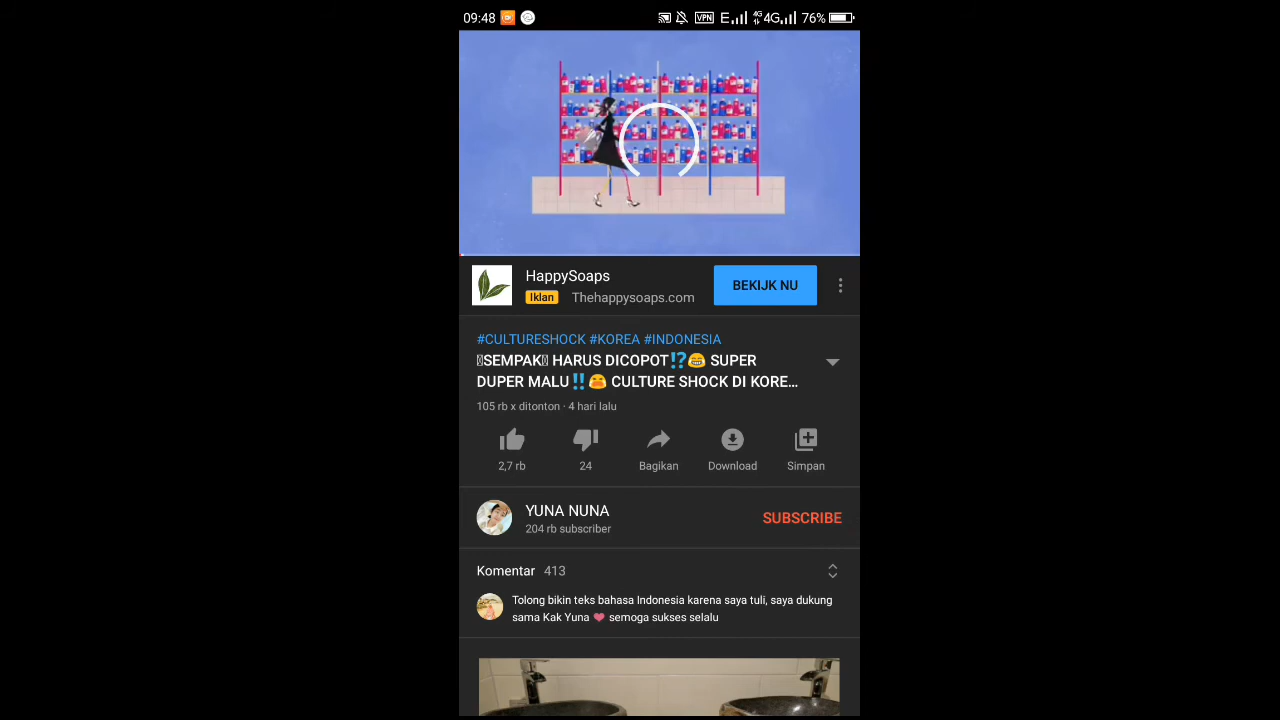 09:48 VPN E 4G 4G 76%
HappySoaps
Iklan Thehappysoaps.com
BEKIJK NU
#CULTURESHOCK #KOREA #INDONESIA
SEMPAK HARUS DICOPOT⁉️😂 SUPER
DUPER MALU‼️😫 CULTURE SHOCK DI KORE...
105 rb x ditonton · 4 hari lalu
2,7 rb 24 Bagikan Download Simpan
YUNA NUNA
204 rb subscriber
SUBSCRIBE
Komentar 413
Tolong bikin teks bahasa Indonesia karena saya tuli, saya dukung
sama Kak Yuna ❤ semoga sukses selalu